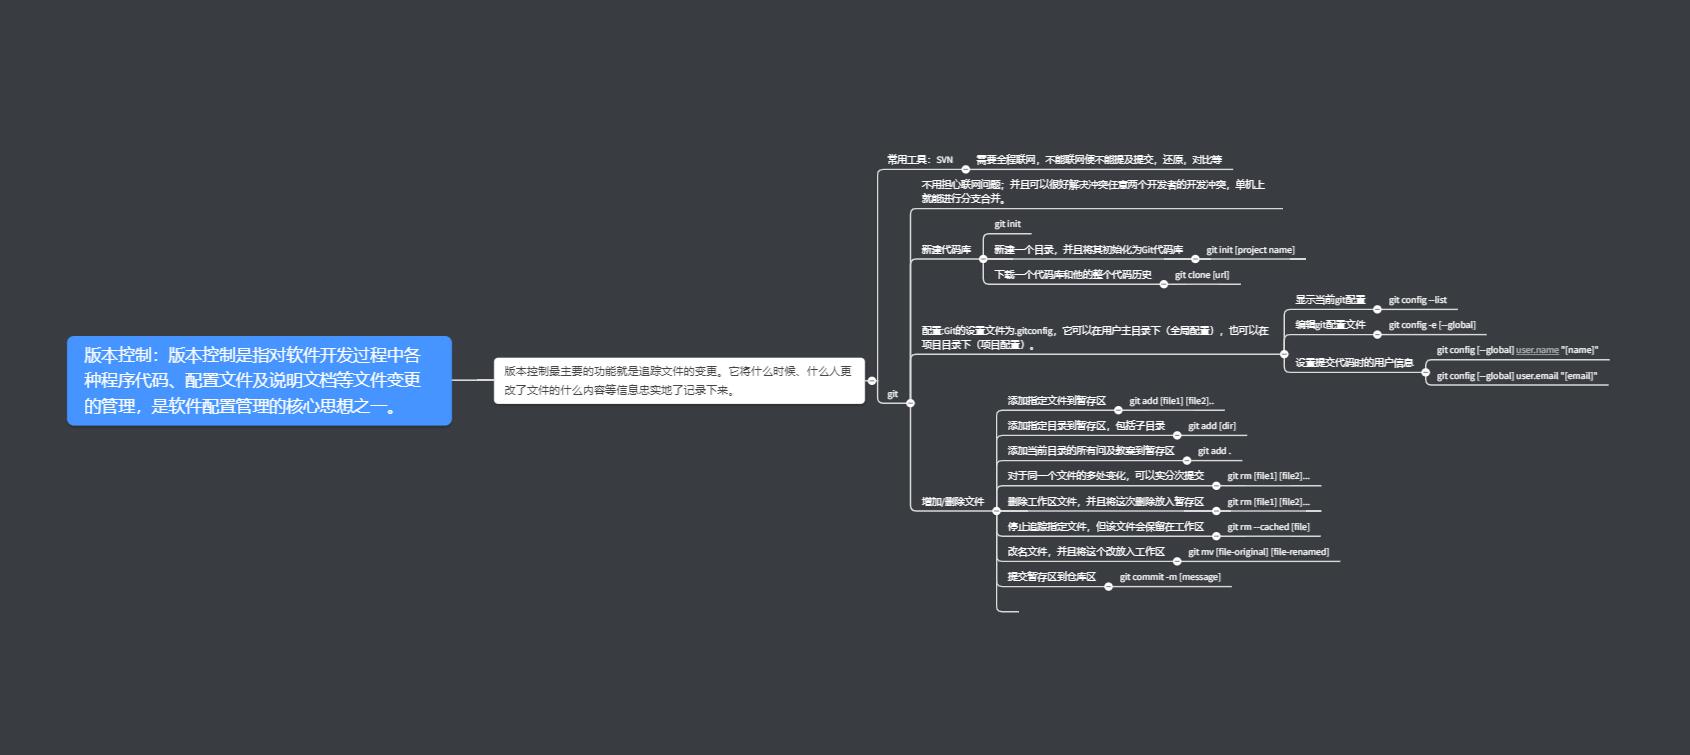 版本控制：版本控制是指对软件开发过程中各
种程序代码、配置文件及说明文档等文件变更
的管理，是软件配置管理的核心思想之一。
版本控制最主要的功能就是追踪文件的变更。它将什么时候、什么人更
改了文件的什么内容等信息忠实地了记录下来。
常用工具：SVN
需要全程联网，不能联网便不能提及提交，还原，对比等
git
不用担心联网问题；并且可以很好解决冲突任意两个开发者的开发冲突，单机上
就能进行分支合并。
新建代码库
git init
新建一个目录，并且将其初始化为Git代码库
git init [project name]
下载一个代码库和他的整个代码历史
git clone [url]
配置:Git的设置文件为.gitconfig，它可以在用户主目录下（全局配置），也可以在
项目目录下（项目配置）。
显示当前git配置
git config --list
编辑git配置文件
git config -e [--global]
设置提交代码时的用户信息
git config [--global] user.name "[name]"
git config [--global] user.email "[email]"
增加/删除文件
添加指定文件到暂存区
git add [file1] [file2]..
添加指定目录到暂存区，包括子目录
git add [dir]
添加当前目录的所有问及教案到暂存区
git add .
对于同一个文件的多处变化，可以实分次提交
git rm [file1] [file2]...
删除工作区文件，并且将这次删除放入暂存区
git rm [file1] [file2]...
停止追踪指定文件，但该文件会保留在工作区
git rm --cached [file]
改名文件，并且将这个改放入工作区
git mv [file-original] [file-renamed]
提交暂存区到仓库区
git commit -m [message]